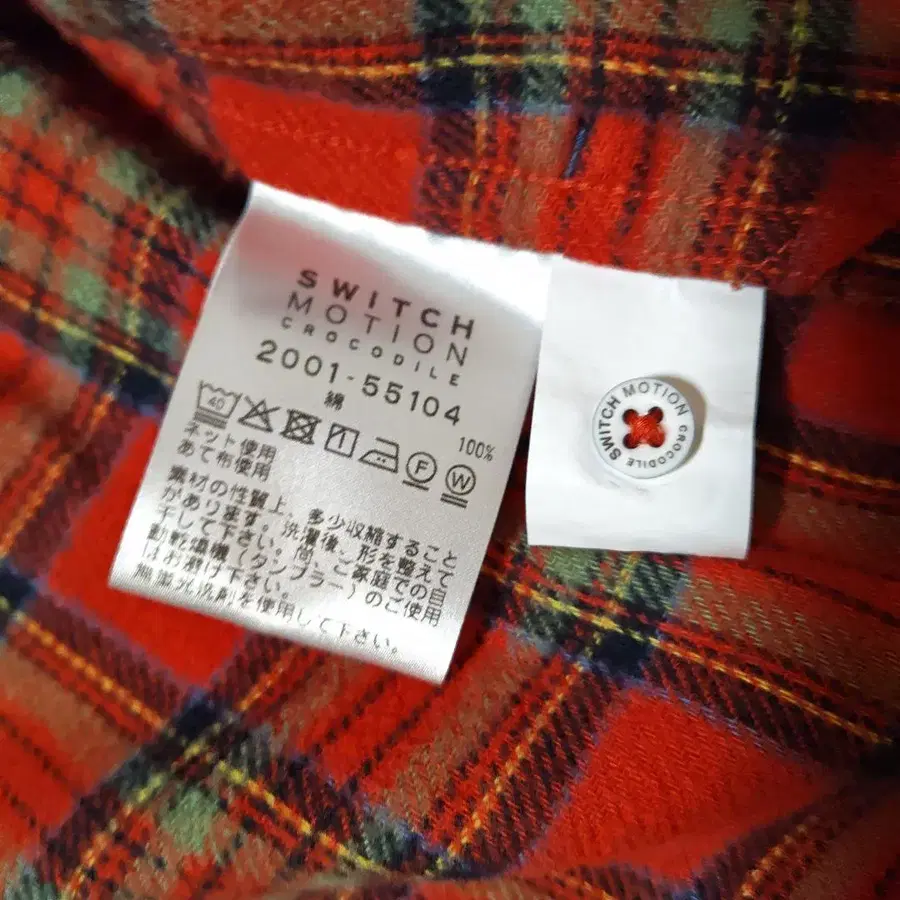 SWITCH
MOTION
CROCODILE
2001-55104
綿 100%
40 F W
ネット使用
あて布使用
素材の性質上、多少収縮すること
があります。洗濯後、形を整えて
干して下さい。尚、ご家庭での自
動乾燥機(タンブラー)のご使用
はお避け下さい。
無蛍光洗剤を使用して下さい。
SWITCH MOTION CROCODILE